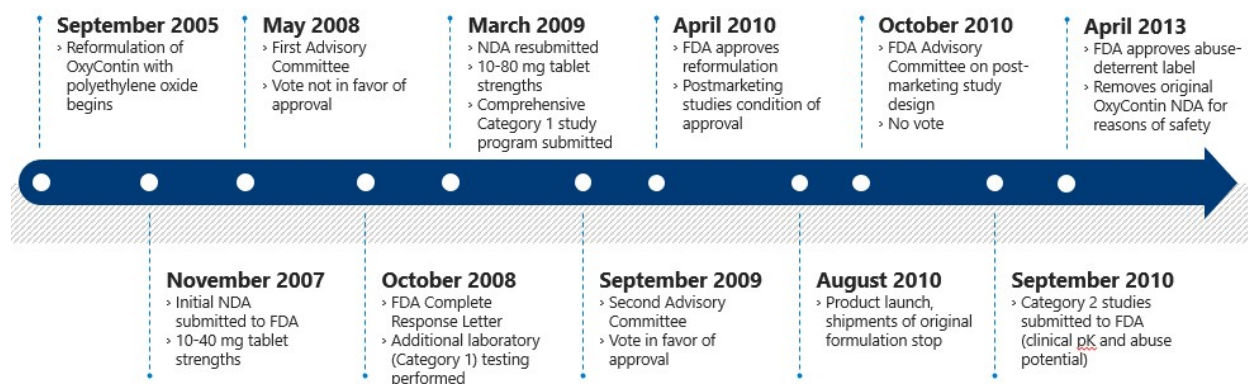 September 2005
› Reformulation of
OxyContin with
polyethylene oxide
begins
May 2008
› First Advisory
Committee
› Vote not in favor of
approval
March 2009
› NDA resubmitted
› 10-80 mg tablet
strengths
› Comprehensive
Category 1 study
program submitted
April 2010
› FDA approves
reformulation
› Postmarketing
studies condition of
approval
October 2010
› FDA Advisory
Committee on post-
marketing study
design
› No vote
April 2013
› FDA approves abuse-
deterrent label
› Removes original
OxyContin NDA for
reasons of safety
November 2007
› Initial NDA
submitted to FDA
› 10-40 mg tablet
strengths
October 2008
› FDA Complete
Response Letter
› Additional laboratory
(Category 1) testing
performed
September 2009
› Second Advisory
Committee
› Vote in favor of
approval
August 2010
› Product launch,
shipments of original
formulation stop
September 2010
› Category 2 studies
submitted to FDA
(clinical pK and abuse
potential)